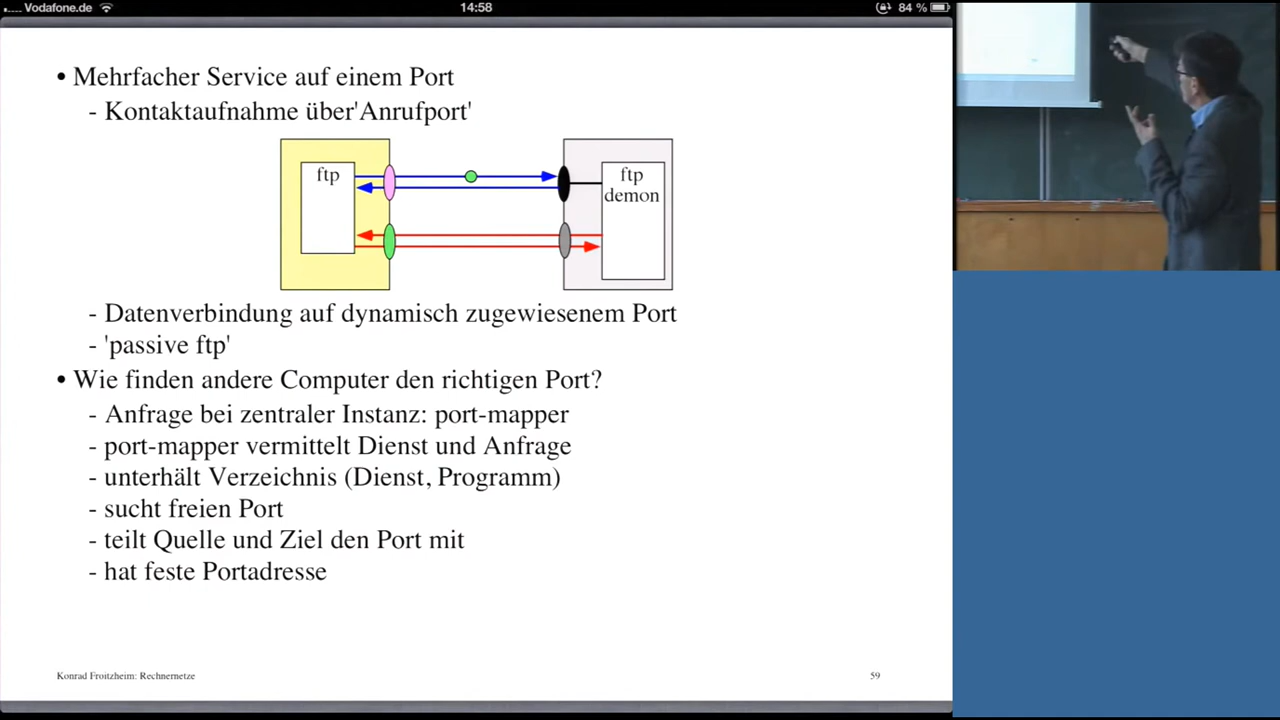 Vodafone.de
14:58
84 %
• Mehrfacher Service auf einem Port
- Kontaktaufnahme über'Anrufport'
ftp
ftp
demon
- Datenverbindung auf dynamisch zugewiesenem Port
- 'passive ftp'
• Wie finden andere Computer den richtigen Port?
- Anfrage bei zentraler Instanz: port-mapper
- port-mapper vermittelt Dienst und Anfrage
- unterhält Verzeichnis (Dienst, Programm)
- sucht freien Port
- teilt Quelle und Ziel den Port mit
- hat feste Portadresse
Konrad Froitzheim: Rechnernetze
59